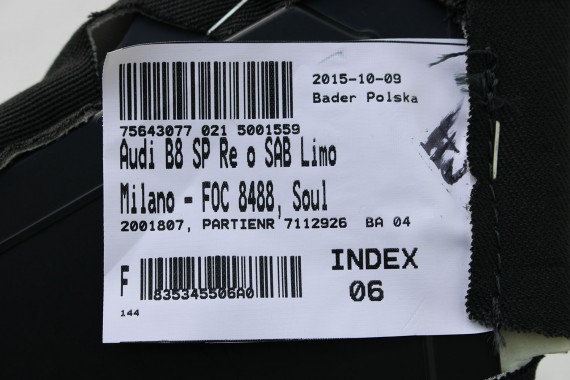 2015-10-09
Bader Polska
75643077 021 5001559
Audi B8 SP Re o SAB Limo
Milano - FOC 8488, Soul
2001807, PARTIENR 7112926 BA 04
INDEX
06
F 835345506A0
144